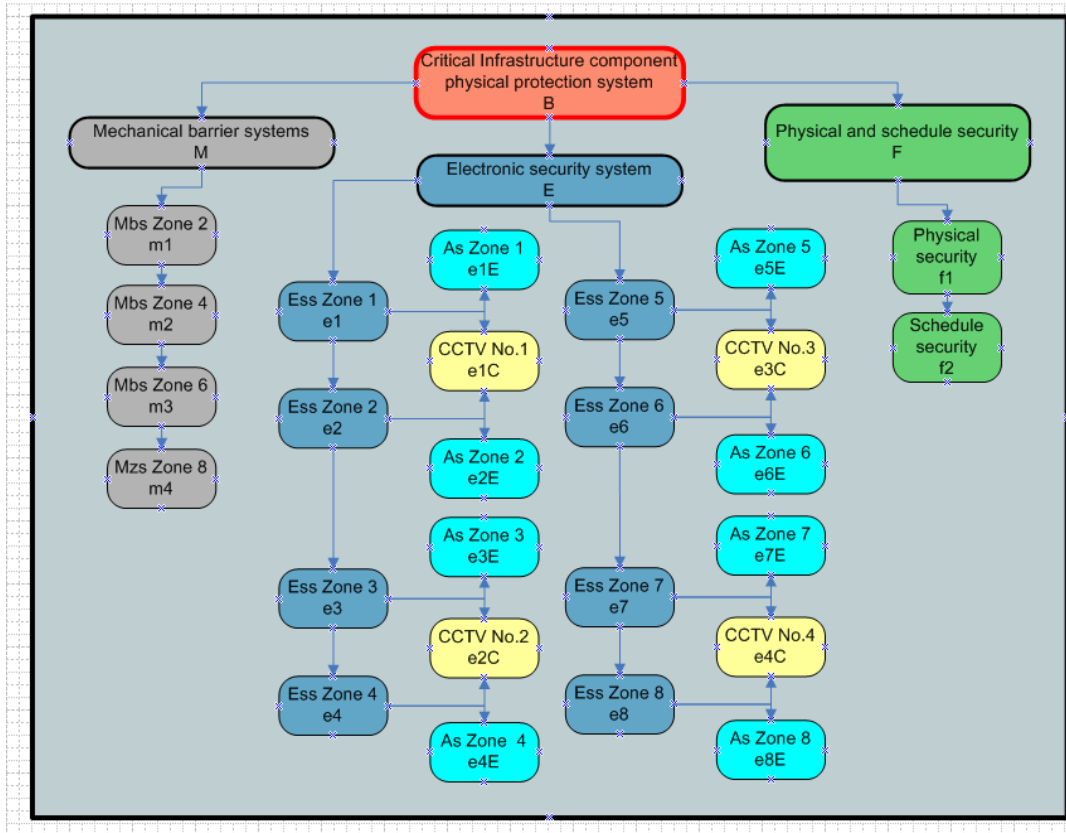 Critical Infrastructure component
physical protection system
B
Mechanical barrier systems
M
Physical and schedule security
F
Electronic security system
E
Mbs Zone 2
m1
Mbs Zone 4
m2
Mbs Zone 6
m3
Mzs Zone 8
m4
Ess Zone 1
e1
Ess Zone 2
e2
Ess Zone 3
e3
Ess Zone 4
e4
As Zone 1
e1E
CCTV No.1
e1C
As Zone 2
e2E
As Zone 3
e3E
CCTV No.2
e2C
As Zone  4
e4E
Ess Zone 5
e5
Ess Zone 6
e6
Ess Zone 7
e7
Ess Zone 8
e8
As Zone 5
e5E
CCTV No.3
e3C
As Zone 6
e6E
As Zone 7
e7E
CCTV No.4
e4C
As Zone 8
e8E
Physical
security
f1
Schedule
security
f2